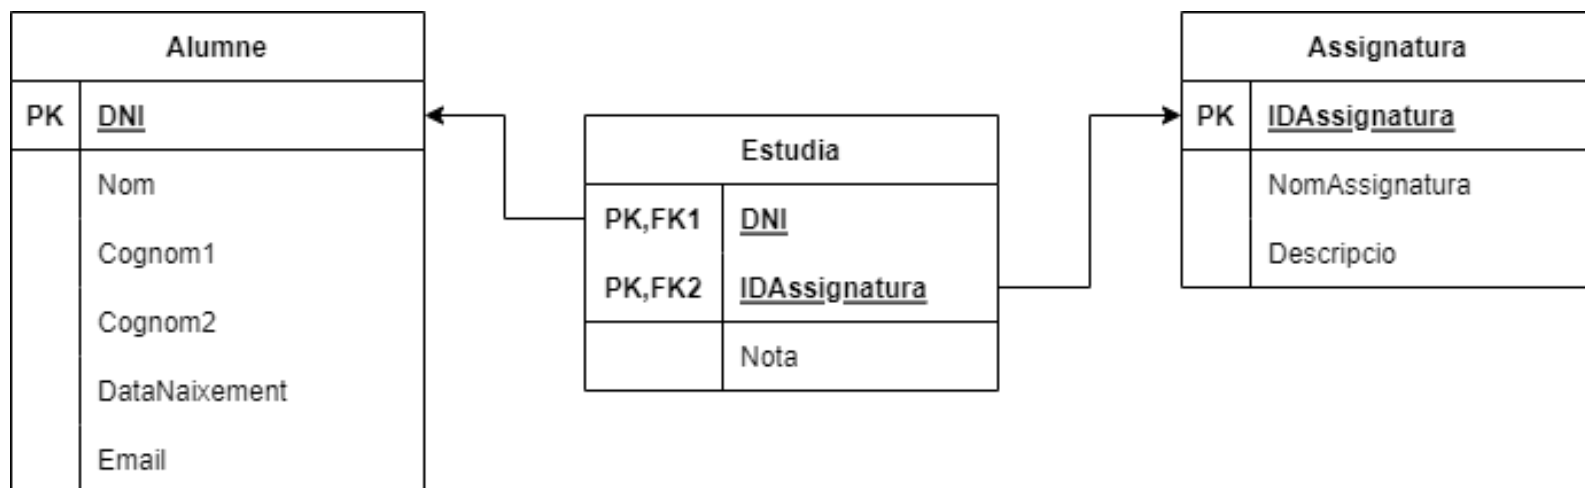 Alumne
PK DNI
Nom
Cognom1
Cognom2
DataNaixement
Email
Estudia
PK,FK1 DNI
PK,FK2 IDAssignatura
Nota
Assignatura
PK IDAssignatura
NomAssignatura
Descripcio